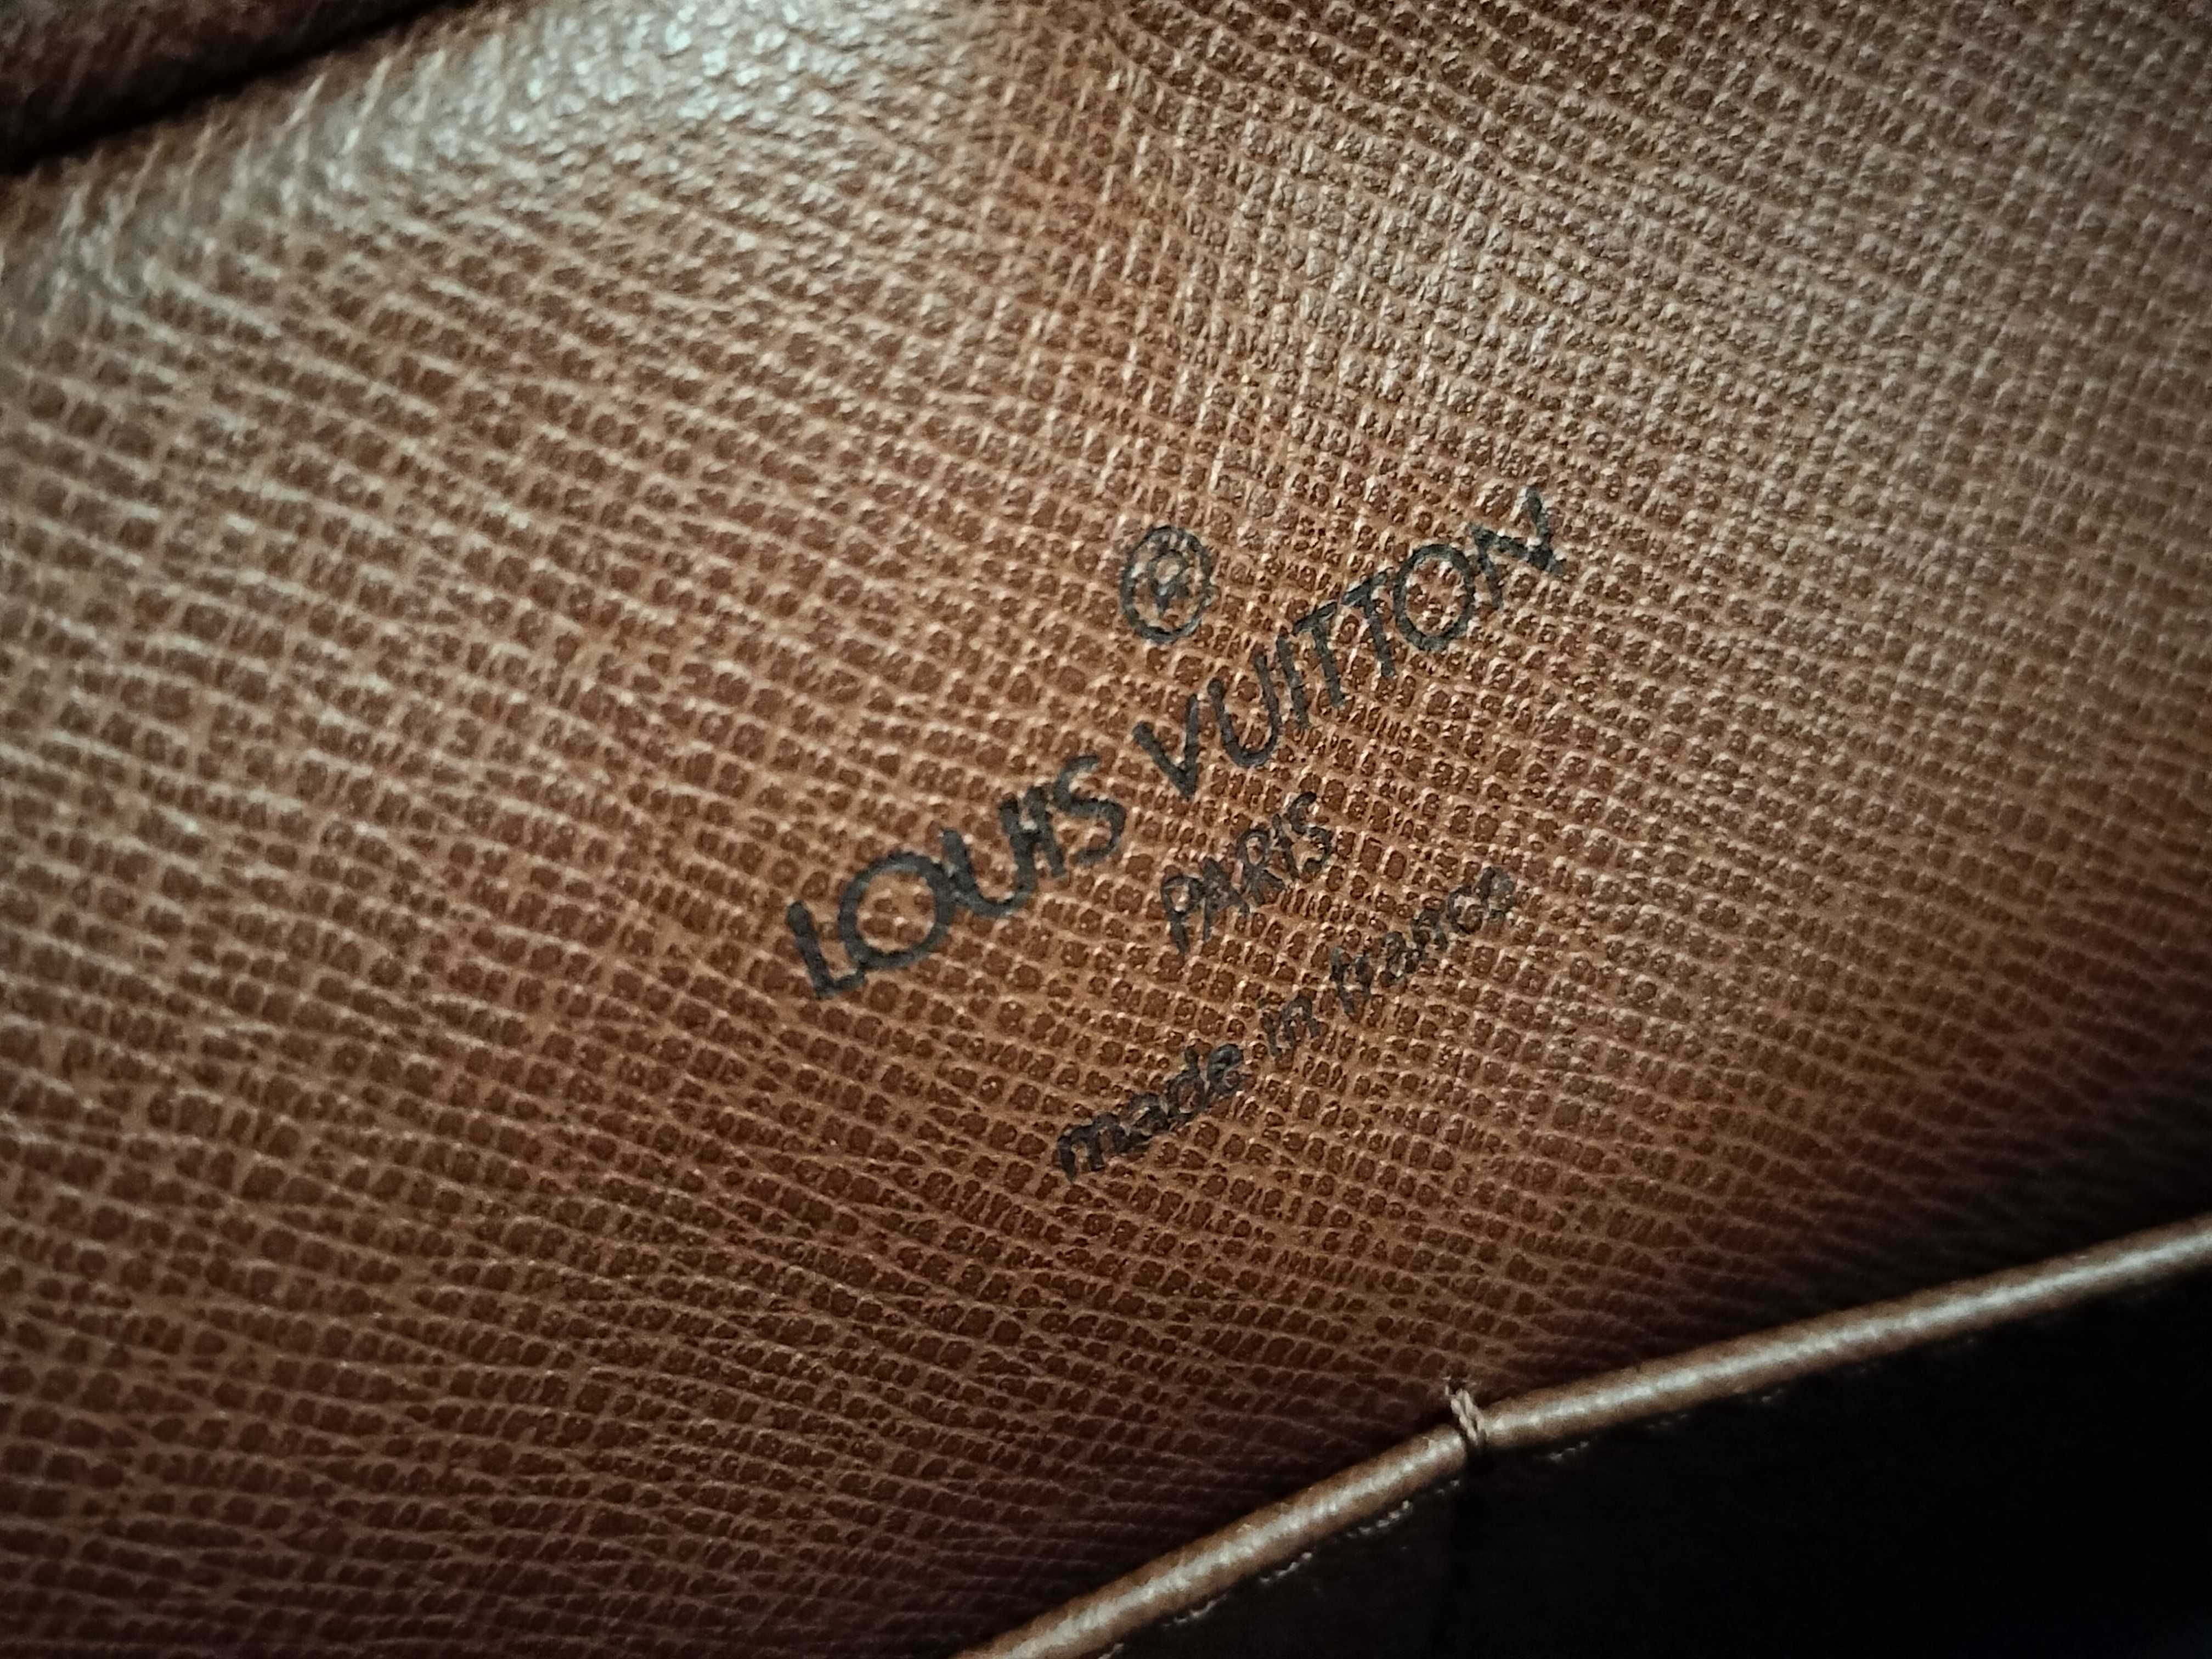 ®
LOUIS VUITTON
PARIS
made in france